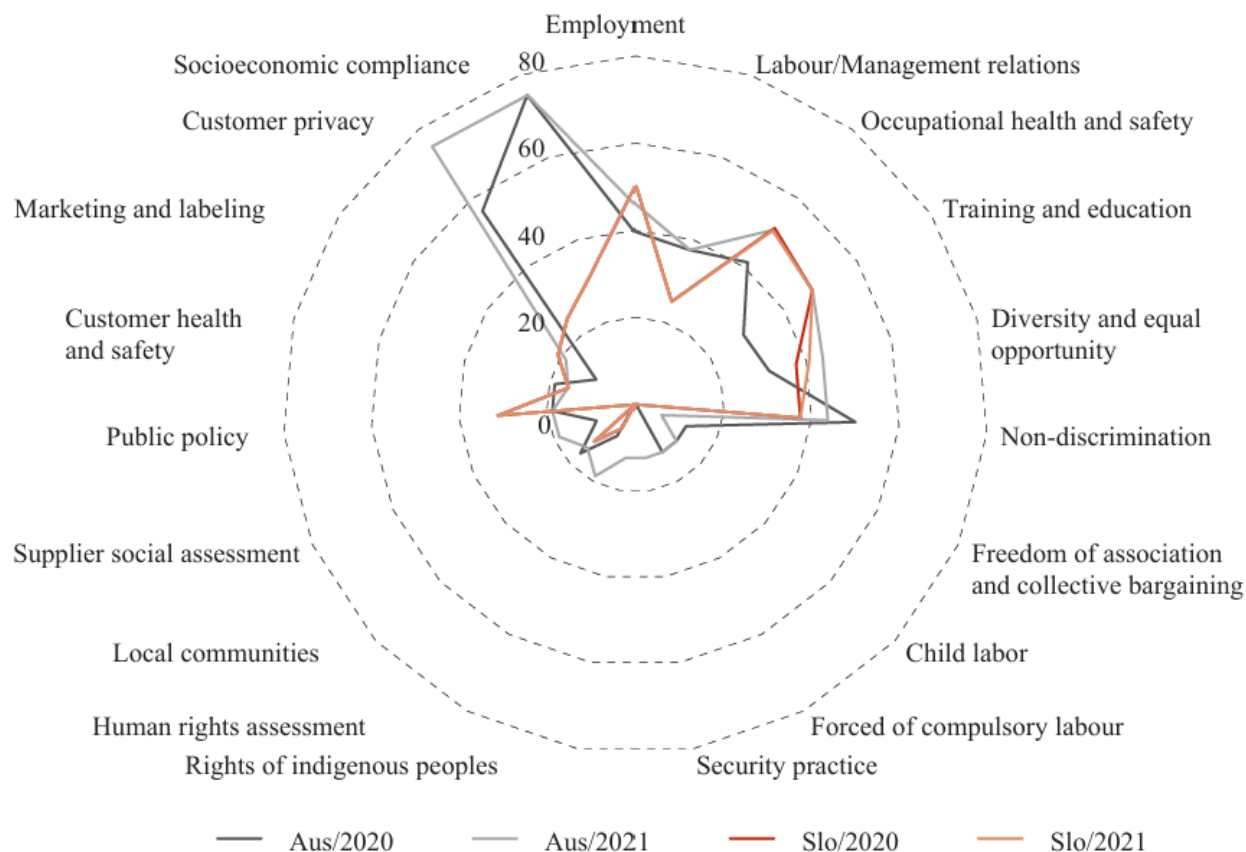 Employment
Socioeconomic compliance
80
Labour/Management relations
Customer privacy
Occupational health and safety
60
Marketing and labeling
Training and education
40
Customer health
and safety
20
Diversity and equal
opportunity
Public policy
0
Non-discrimination
Supplier social assessment
Freedom of association
and collective bargaining
Local communities
Child labor
Human rights assessment
Forced of compulsory labour
Rights of indigenous peoples
Security practice
Aus/2020
Aus/2021
Slo/2020
Slo/2021